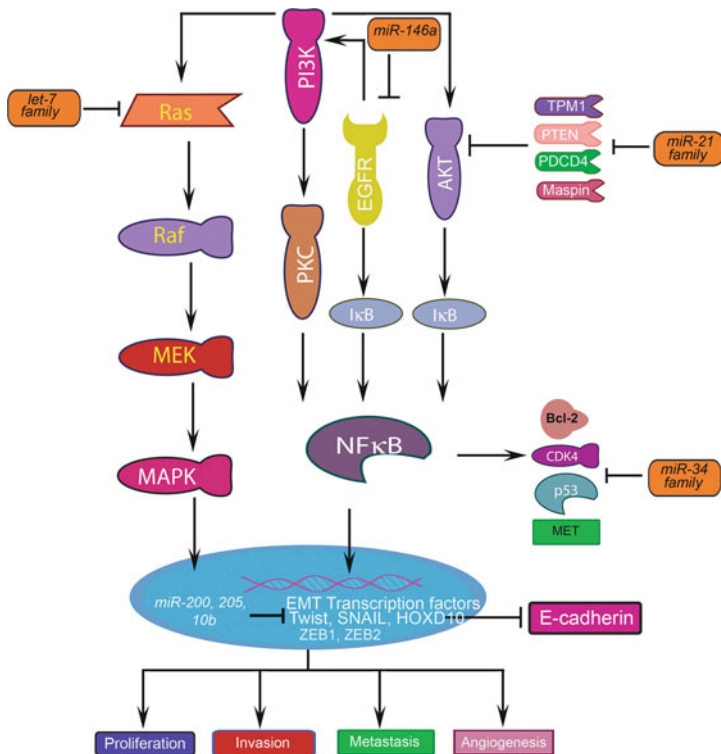 miR-146a
PI3K
let-7
family
Ras
EGFR
AKT
TPM1
PTEN
PDCD4
Maspin
miR-21
family
Raf
PKC
IκB
IκB
MEK
NFκB
Bcl-2
CDK4
p53
MET
miR-34
family
MAPK
miR-200, 205,
10b
EMT Transcription factors
Twist, SNAIL, HOXD10
ZEB1, ZEB2
E-cadherin
Proliferation
Invasion
Metastasis
Angiogenesis